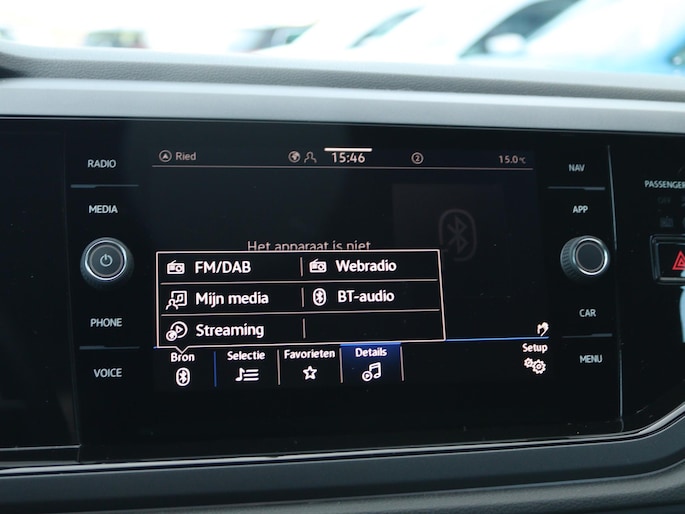 RADIO
MEDIA
PHONE
VOICE
Ried
15:46
2
15.0°C
Het apparaat is niet
FM/DAB
Webradio
Mijn media
BT-audio
Streaming
Bron
Selectie
Favorieten
Details
Setup
NAV
APP
CAR
MENU
PASSENGER